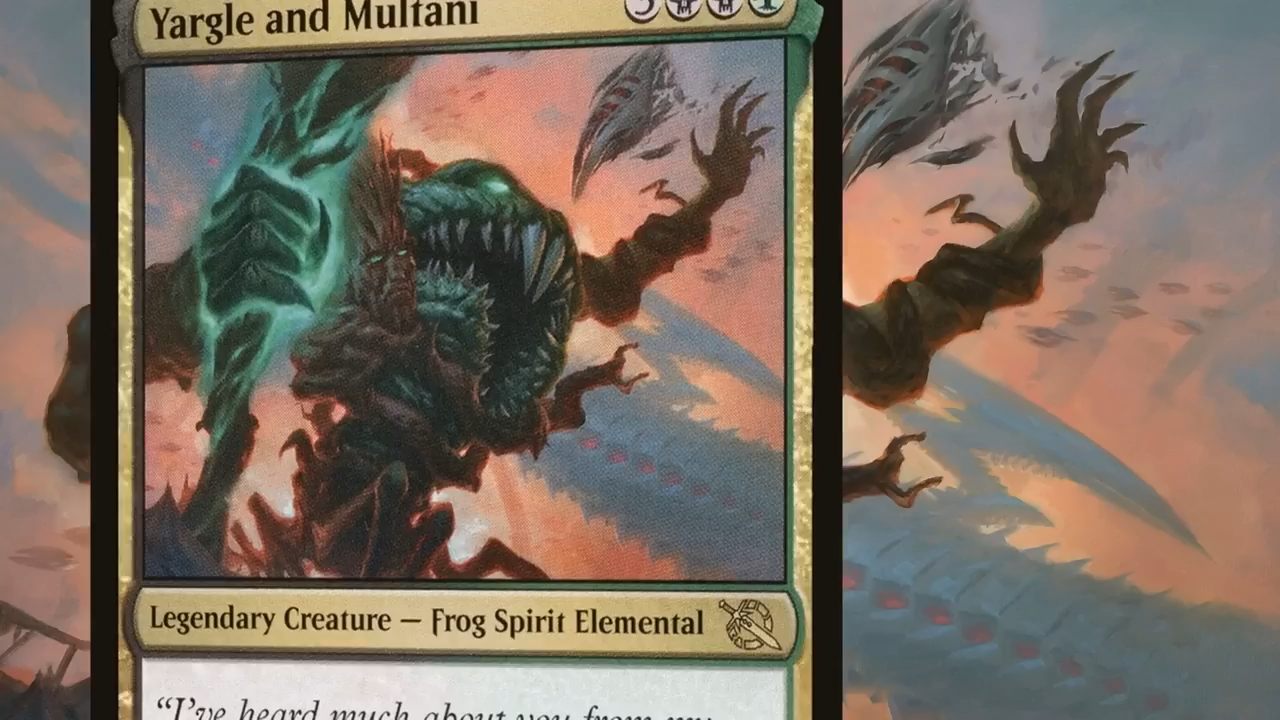 Yargle and Multani
Legendary Creature — Frog Spirit Elemental
“I’ve heard much about you from my